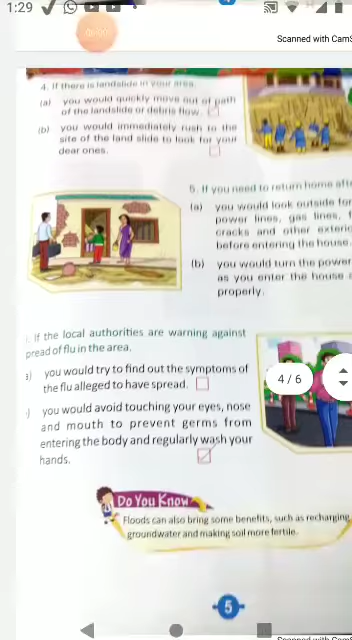 1:29
Scanned with CamS
4. If there is landslide in your area.
(a) you would quickly move out of path
of the landslide or debris flow.
(b) you would immediately rush to the
site of the land slide to look for your
dear ones.
5. If you need to return home aft
(a) you would look outside for
power lines, gas lines, f
cracks and other exterio
before entering the house.
(b) you would turn the power
as you enter the house
properly.
If the local authorities are warning against
pread of flu in the area.
) you would try to find out the symptoms of
the flu alleged to have spread.
4 / 6
) you would avoid touching your eyes, nose
and mouth to prevent germs from
entering the body and regularly wash your
hands.
Do You Know
Floods can also bring some benefits, such as recharging
groundwater and making soil more fertile.
5
Scanned with CamS